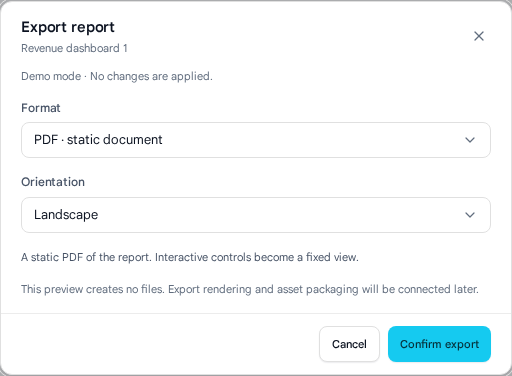 Export report
Revenue dashboard 1
Demo mode · No changes are applied.
Format
PDF · static document
Orientation
Landscape
A static PDF of the report. Interactive controls become a fixed view.
This preview creates no files. Export rendering and asset packaging will be connected later.
Cancel
Confirm export